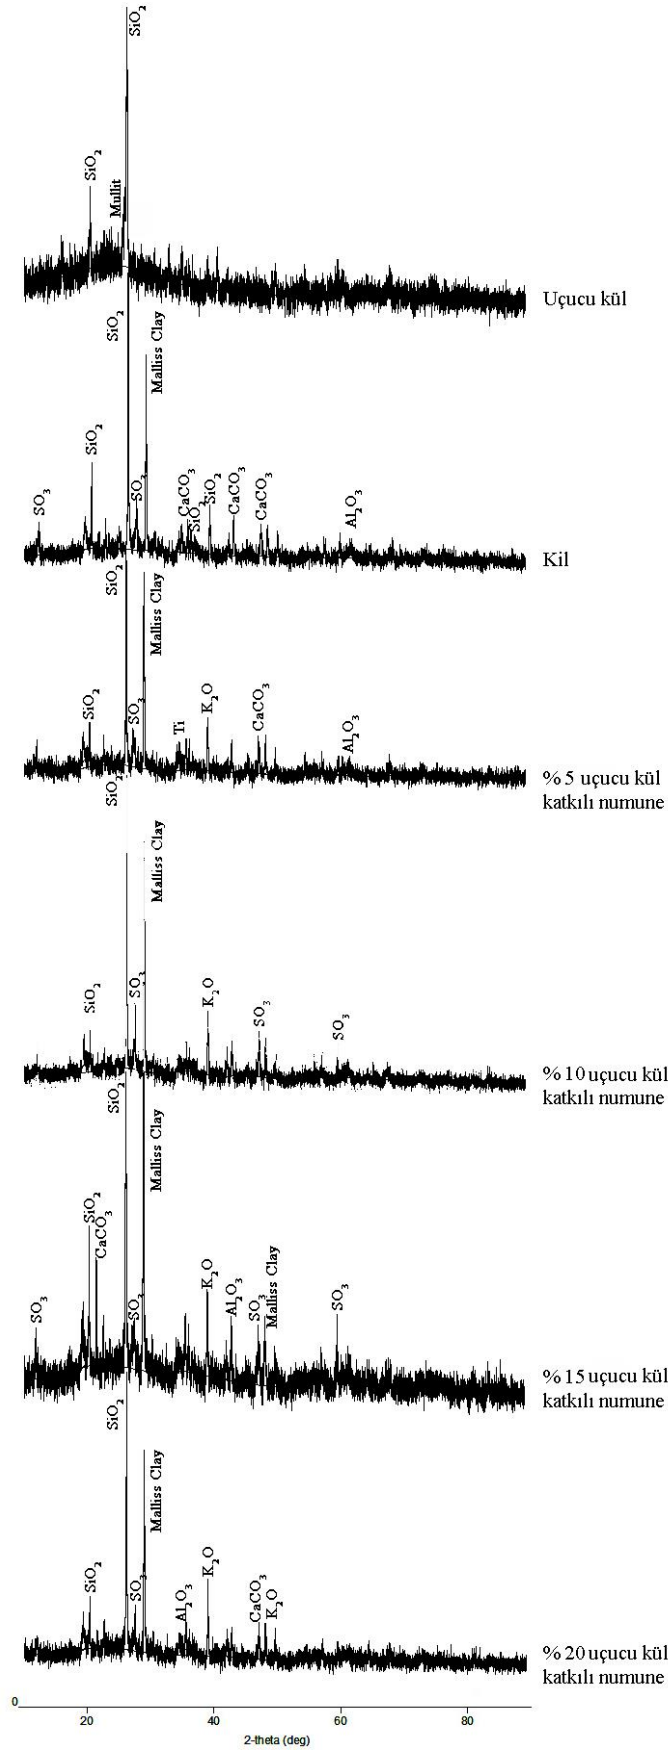 SiO2
SiO2
Mullit
Uçucu kül
SiO2
Malliss Clay
SiO2
SO3
SO3
CaCO3
SiO2
SiO2
CaCO3
CaCO3
Al2O3
Kil
SiO2
Malliss Clay
SiO2
SO3
Ti
K2O
CaCO3
Al2O3
% 5 uçucu kül
katkılı numune
SiO2
Malliss Clay
SiO2
SO3
K2O
SO3
SO3
% 10 uçucu kül
katkılı numune
SiO2
Malliss Clay
SiO2
CaCO3
SO3
SO3
K2O
Al2O3
SO3
Malliss Clay
SO3
% 15 uçucu kül
katkılı numune
SiO2
Malliss Clay
SiO2
SO3
Al2O3
K2O
CaCO3
K2O
% 20 uçucu kül
katkılı numune
0
20 40 60 80
2-theta (deg)